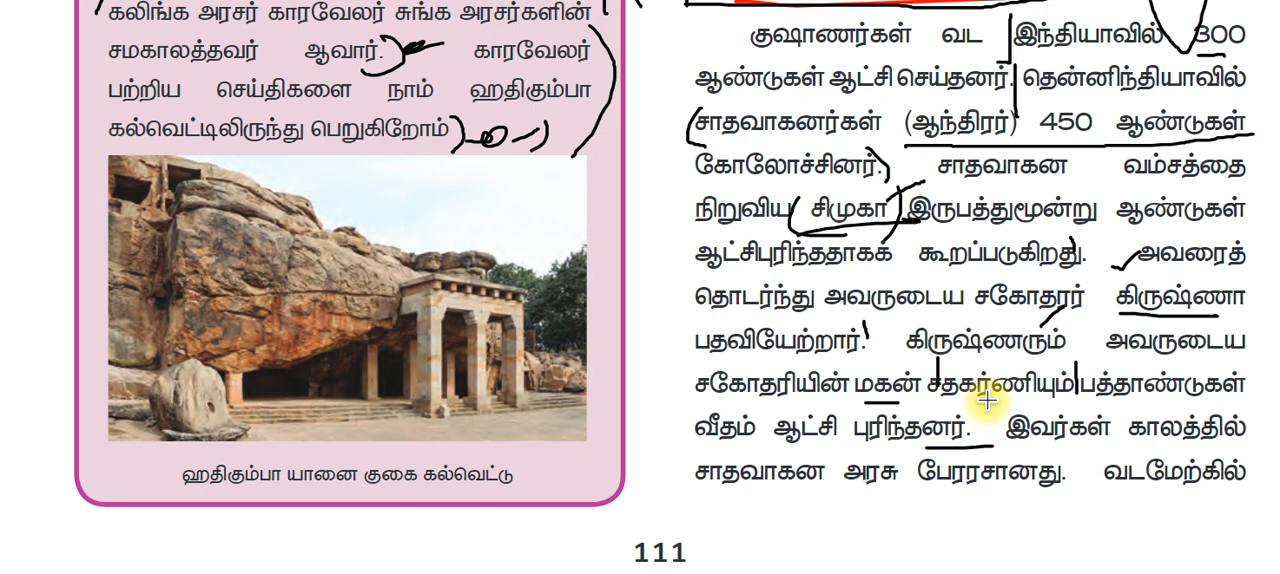 கலிங்க அரசர் காரவேலர் சுங்க அரசர்களின்
சமகாலத்தவர் ஆவார். காரவேலர்
பற்றிய செய்திகளை நாம் ஹதிகும்பா
கல்வெட்டிலிருந்து பெறுகிறோம்
ஹதிகும்பா யானை குகை கல்வெட்டு
குஷாணர்கள் வட இந்தியாவில் 300
ஆண்டுகள் ஆட்சி செய்தனர். தென்னிந்தியாவில்
சாதவாகனர்கள் (ஆந்திரர்) 450 ஆண்டுகள்
கோலோச்சினர். சாதவாகன வம்சத்தை
நிறுவிய சிமுகா இருபத்துமூன்று ஆண்டுகள்
ஆட்சிபுரிந்ததாகக் கூறப்படுகிறது. அவரைத்
தொடர்ந்து அவருடைய சகோதரர் கிருஷ்ணா
பதவியேற்றார். கிருஷ்ணரும் அவருடைய
சகோதரியின் மகன் சதகர்ணியும் பத்தாண்டுகள்
வீதம் ஆட்சி புரிந்தனர். இவர்கள் காலத்தில்
சாதவாகன அரசு பேரரசானது. வடமேற்கில்
111